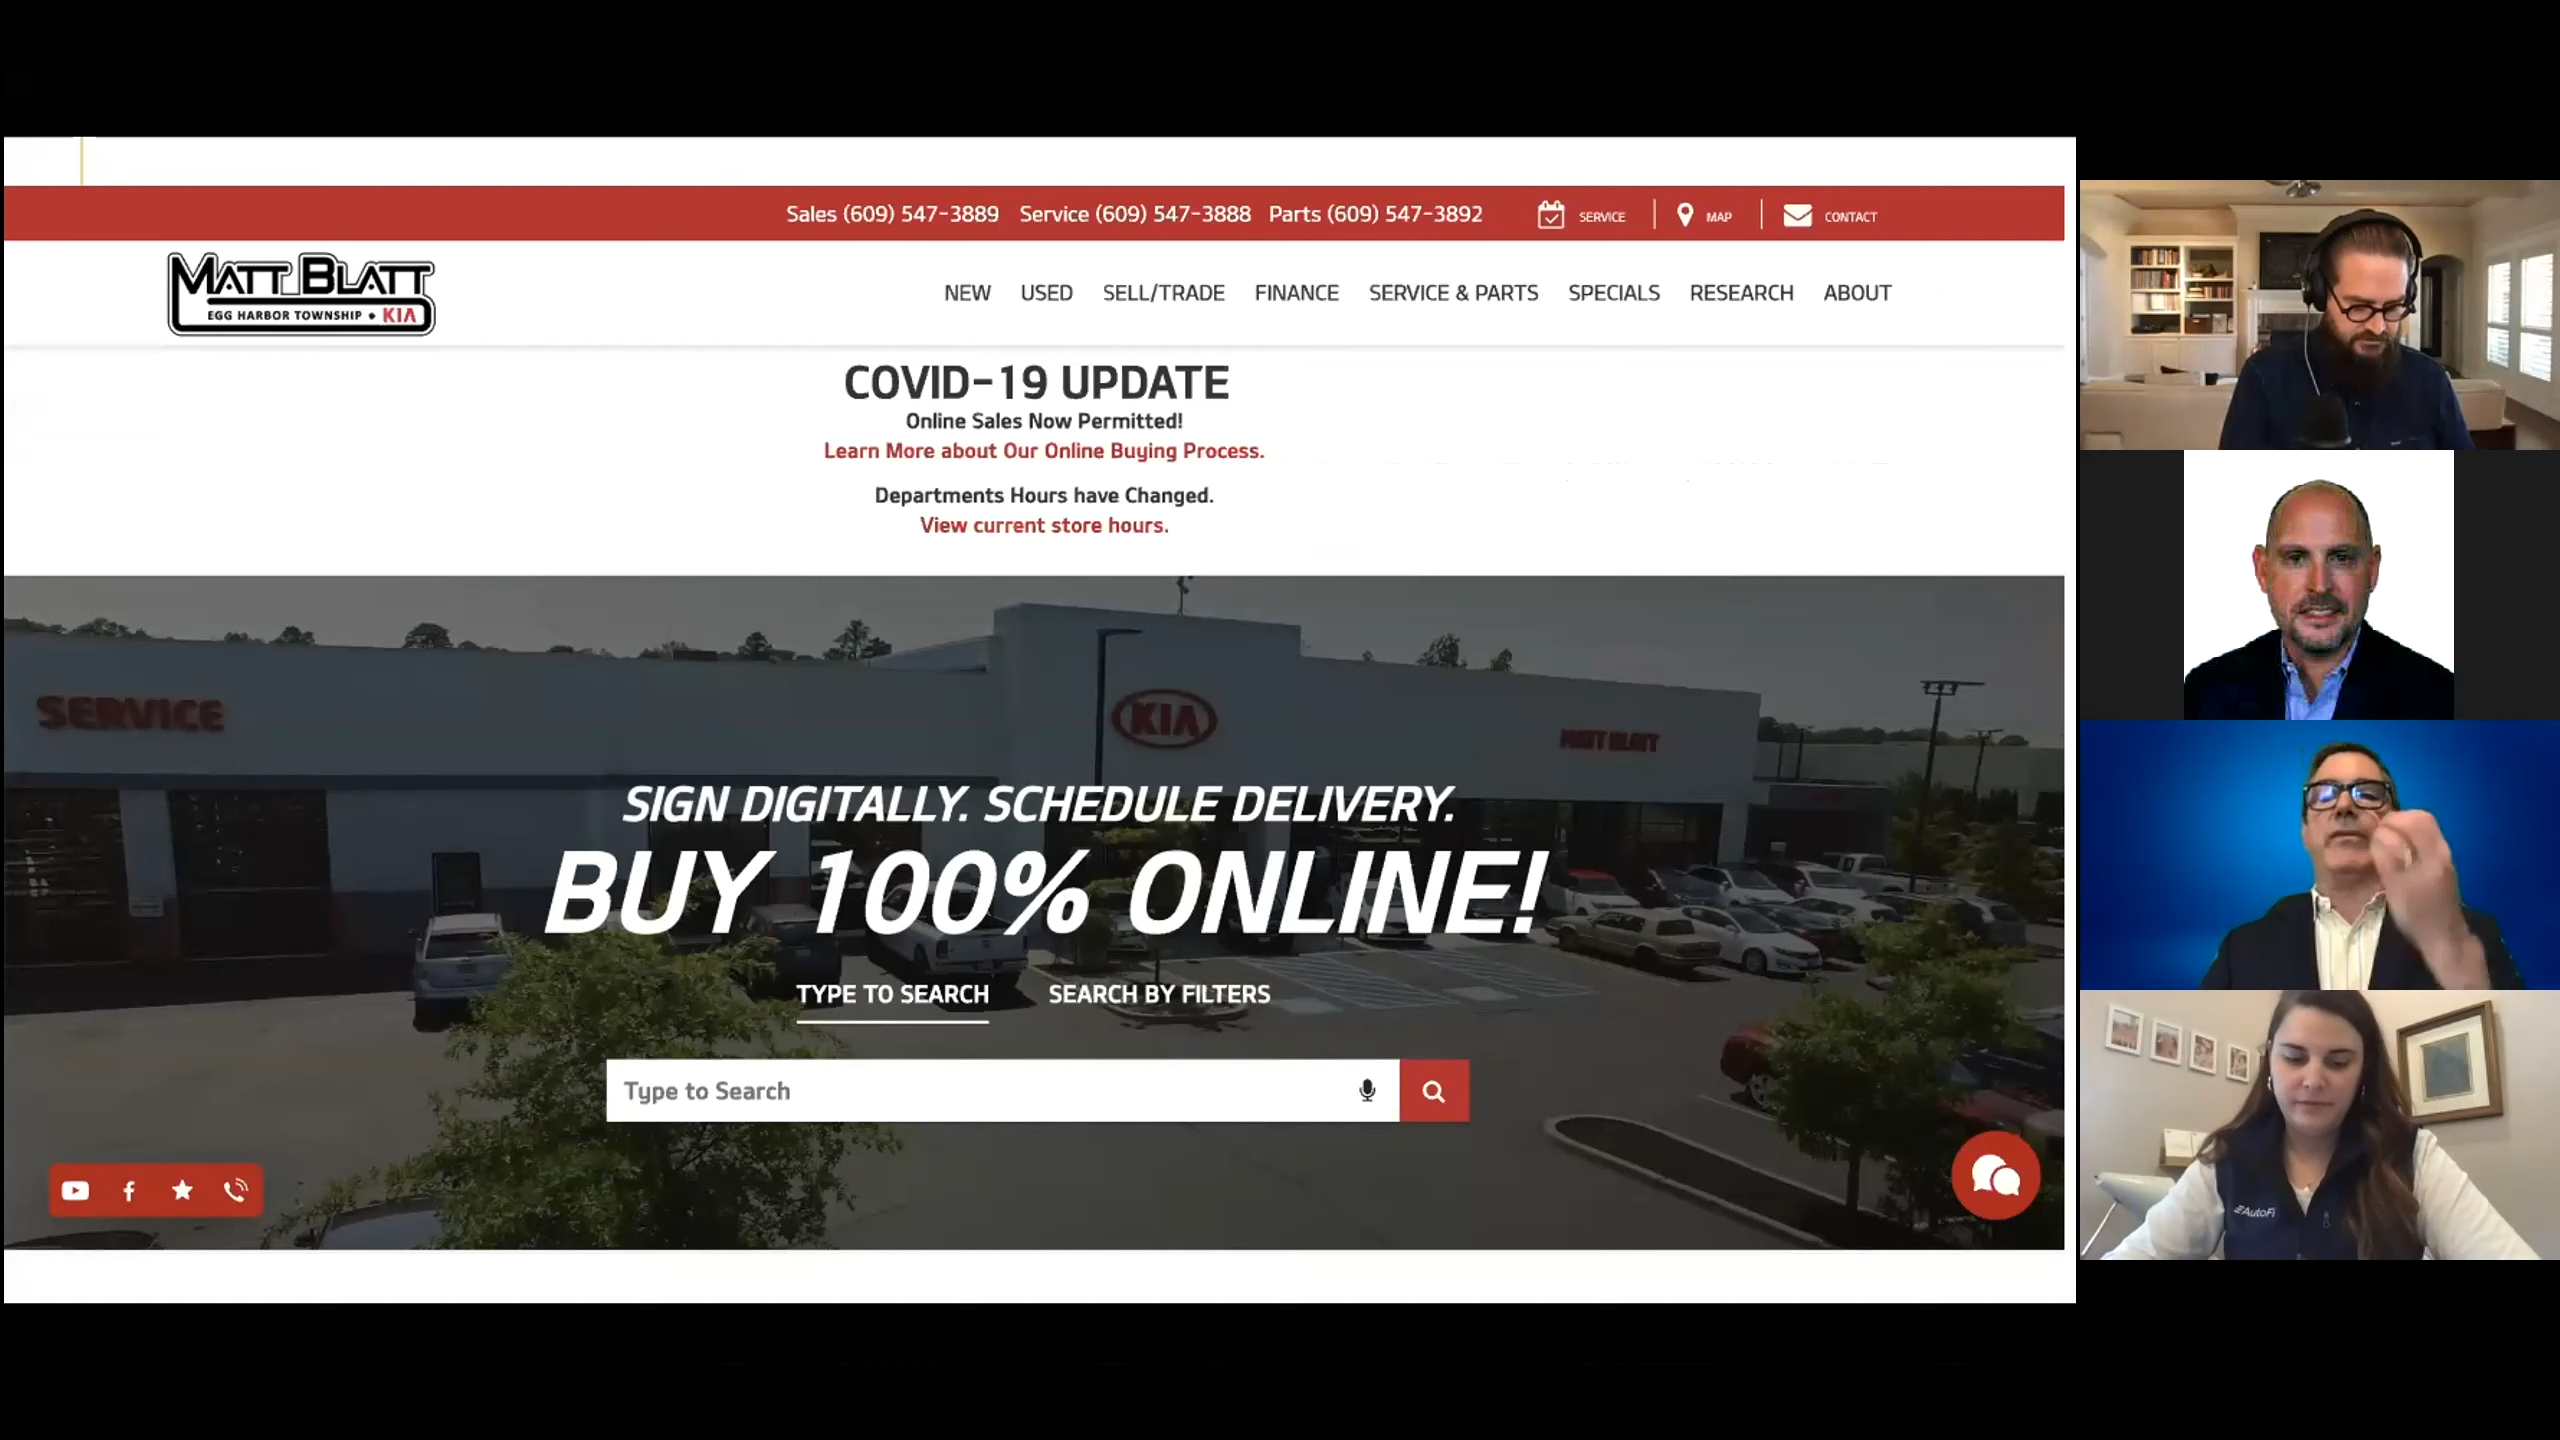 Sales (609) 547-3889 Service (609) 547-3888 Parts (609) 547-3892 SERVICE MAP CONTACT
MATT BLATT
EGG HARBOR TOWNSHIP • KIA
NEW USED SELL/TRADE FINANCE SERVICE & PARTS SPECIALS RESEARCH ABOUT
COVID-19 UPDATE
Online Sales Now Permitted!
Learn More about Our Online Buying Process.
Departments Hours have Changed.
View current store hours.
SERVICE
KIA
MATT BLATT
SIGN DIGITALLY. SCHEDULE DELIVERY.
BUY 100% ONLINE!
TYPE TO SEARCH SEARCH BY FILTERS
Type to Search
AutoFi